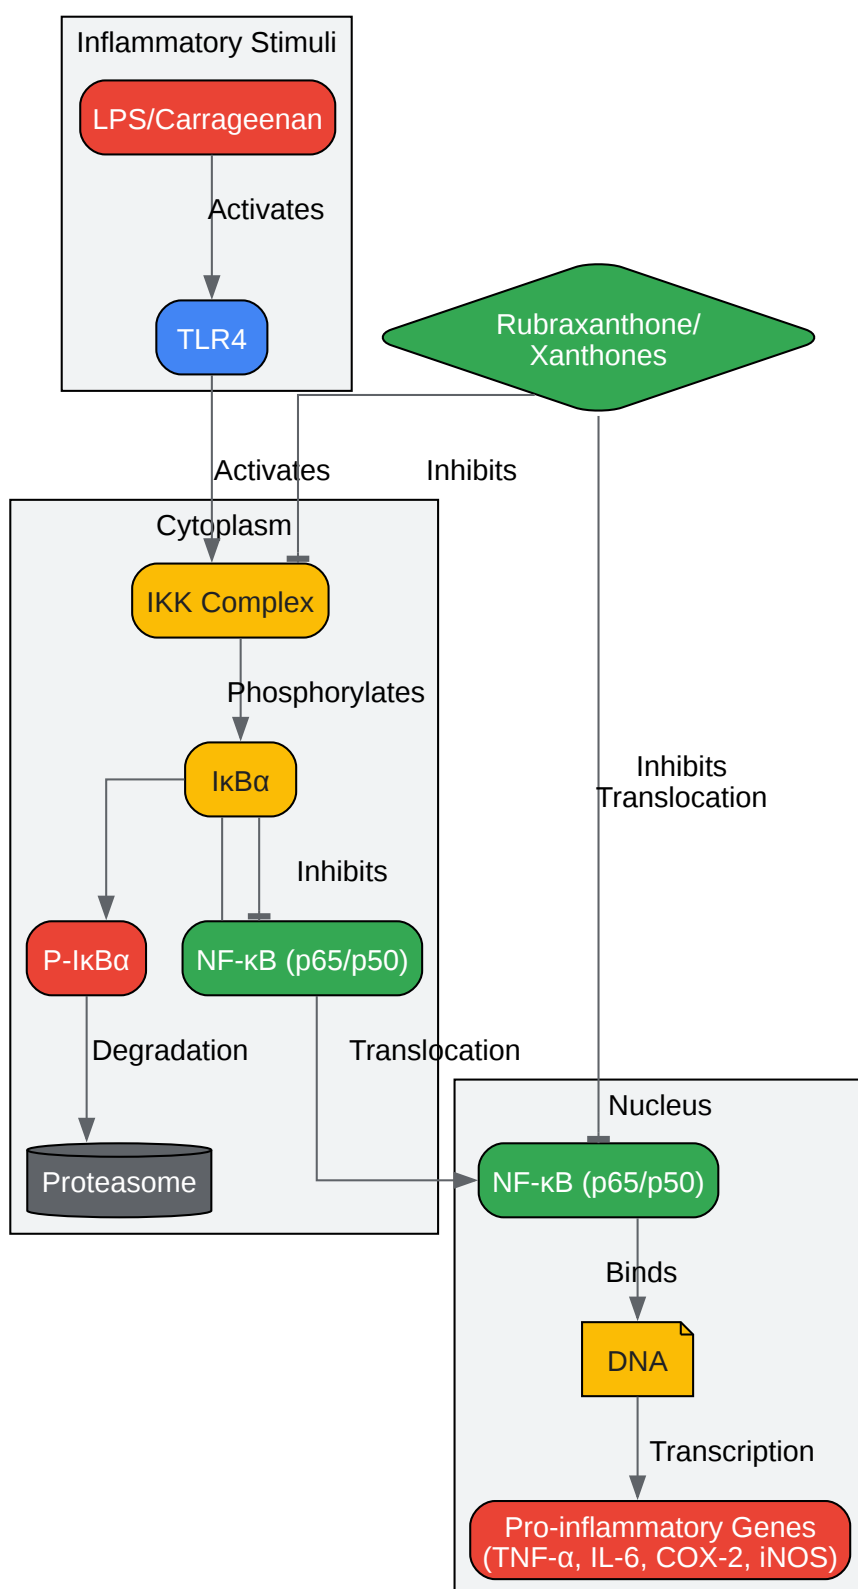 Inflammatory Stimuli
LPS/Carrageenan
Activates
TLR4
Rubraxanthone/
Xanthones
Activates
Inhibits
Cytoplasm
IKK Complex
Phosphorylates
IκBα
Inhibits
Inhibits
Translocation
P-IκBα
NF-κB (p65/p50)
Degradation
Translocation
Proteasome
Nucleus
NF-κB (p65/p50)
Binds
DNA
Transcription
Pro-inflammatory Genes
(TNF-α, IL-6, COX-2, iNOS)